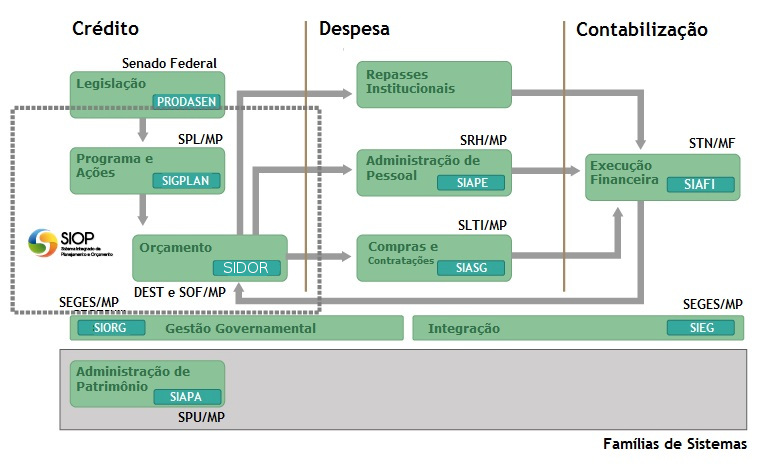 Crédito
Despesa
Contabilização
Senado Federal
Legislação
PRODASEN
Repasses
Institucionais
SPL/MP
Programa e
Ações
SIGPLAN
SRH/MP
Administração de
Pessoal
SIAPE
STN/MF
Execução
Financeira
SIAFI
SIOP
Sistema Integrado de
Planejamento e Orçamento
Orçamento
SIDOR
DEST e SOF/MP
SLTI/MP
Compras e
Contratações
SIASG
SEGES/MP
SIORG
Gestão Governamental
SEGES/MP
Integração
SIEG
Administração de
Patrimônio
SIAPA
SPU/MP
Famílias de Sistemas